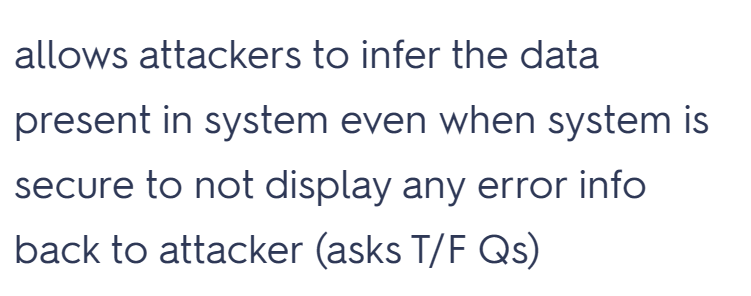 allows attackers to infer the data
present in system even when system is
secure to not display any error info
back to attacker (asks T/F Qs)